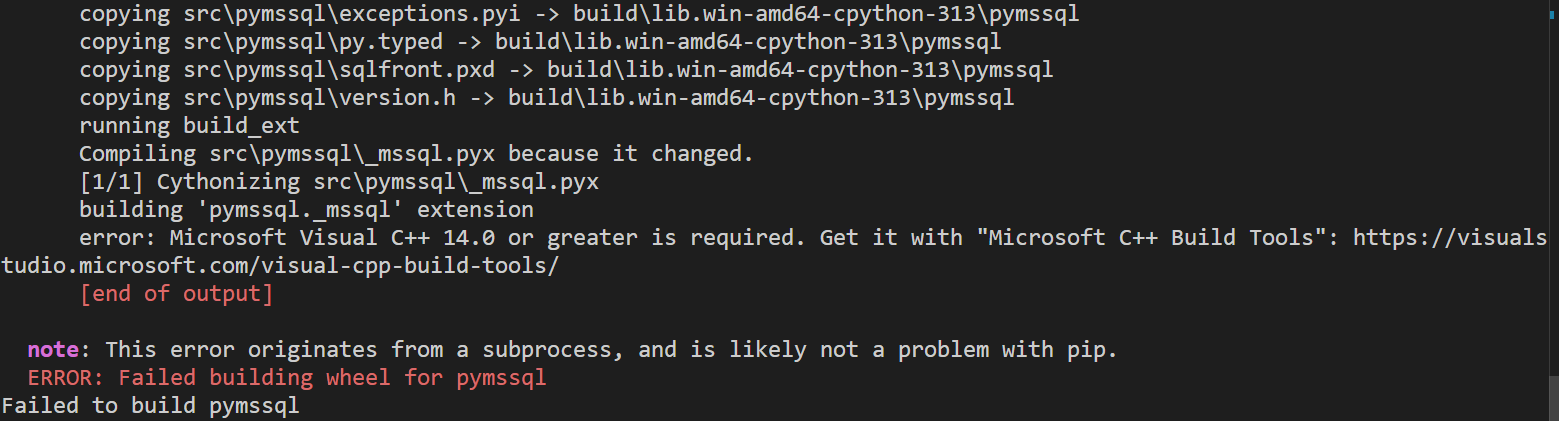 copying src\pymssql\exceptions.pyi -> build\lib.win-amd64-cpython-313\pymssql
copying src\pymssql\py.typed -> build\lib.win-amd64-cpython-313\pymssql
copying src\pymssql\sqlfront.pxd -> build\lib.win-amd64-cpython-313\pymssql
copying src\pymssql\version.h -> build\lib.win-amd64-cpython-313\pymssql
running build_ext
Compiling src\pymssql\_mssql.pyx because it changed.
[1/1] Cythonizing src\pymssql\_mssql.pyx
building 'pymssql._mssql' extension
error: Microsoft Visual C++ 14.0 or greater is required. Get it with "Microsoft C++ Build Tools": https://visuals
tudio.microsoft.com/visual-cpp-build-tools/
[end of output]
note: This error originates from a subprocess, and is likely not a problem with pip.
ERROR: Failed building wheel for pymssql
Failed to build pymssql